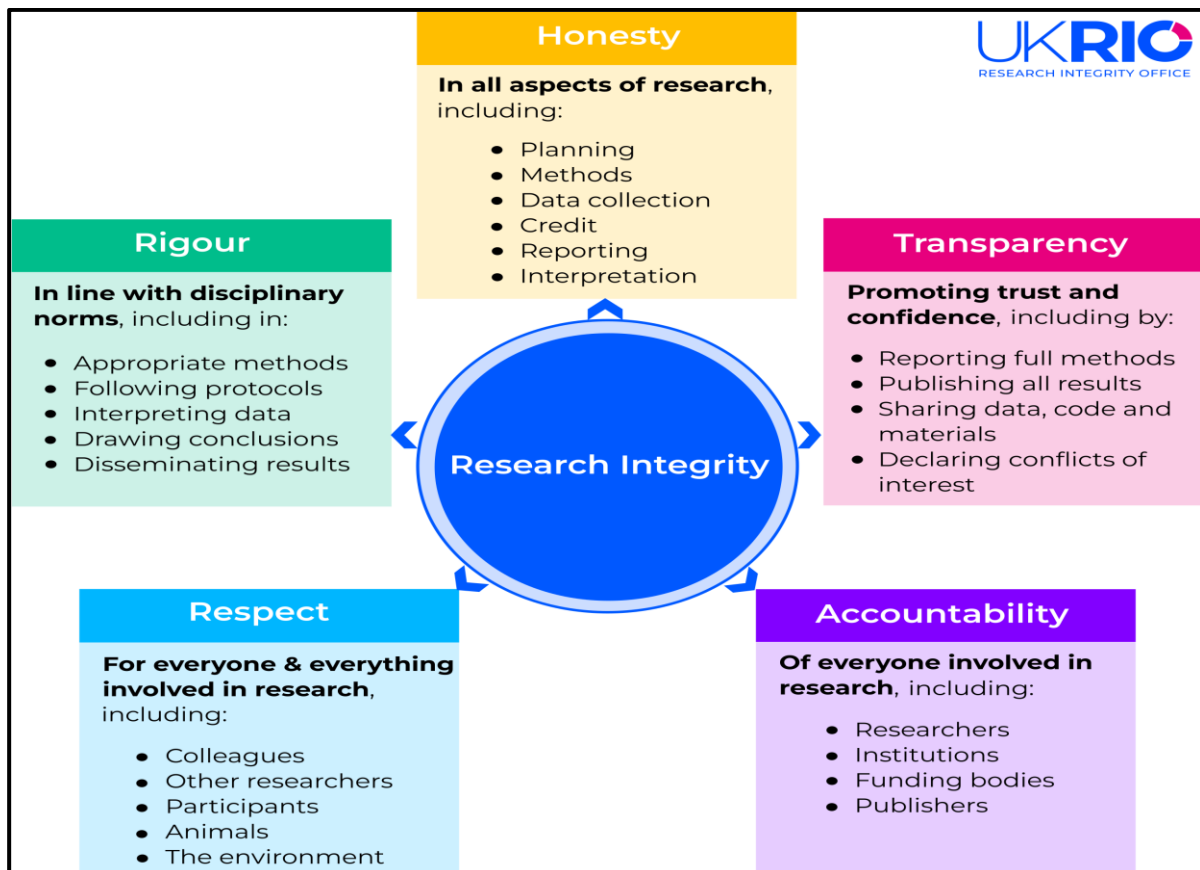 Honesty
In all aspects of research,
including:
• Planning
• Methods
• Data collection
• Credit
• Reporting
• Interpretation
UKRIO
RESEARCH INTEGRITY OFFICE
Rigour
In line with disciplinary
norms, including in:
• Appropriate methods
• Following protocols
• Interpreting data
• Drawing conclusions
• Disseminating results
Transparency
Promoting trust and
confidence, including by:
• Reporting full methods
• Publishing all results
• Sharing data, code and
materials
• Declaring conflicts of
interest
Research Integrity
Respect
For everyone & everything
involved in research,
including:
• Colleagues
• Other researchers
• Participants
• Animals
• The environment
Accountability
Of everyone involved in
research, including:
• Researchers
• Institutions
• Funding bodies
• Publishers